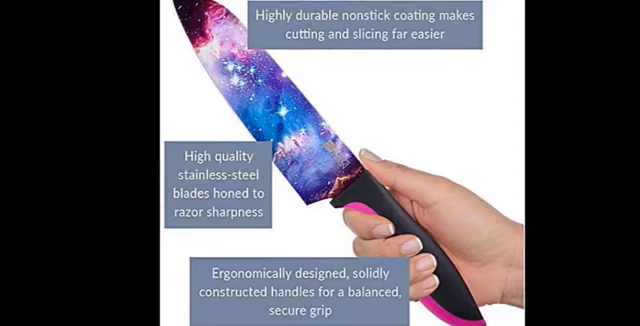 Highly durable nonstick coating makes
cutting and slicing far easier
High quality
stainless-steel
blades honed to
razor sharpness
Ergonomically designed, solidly
constructed handles for a balanced,
secure grip